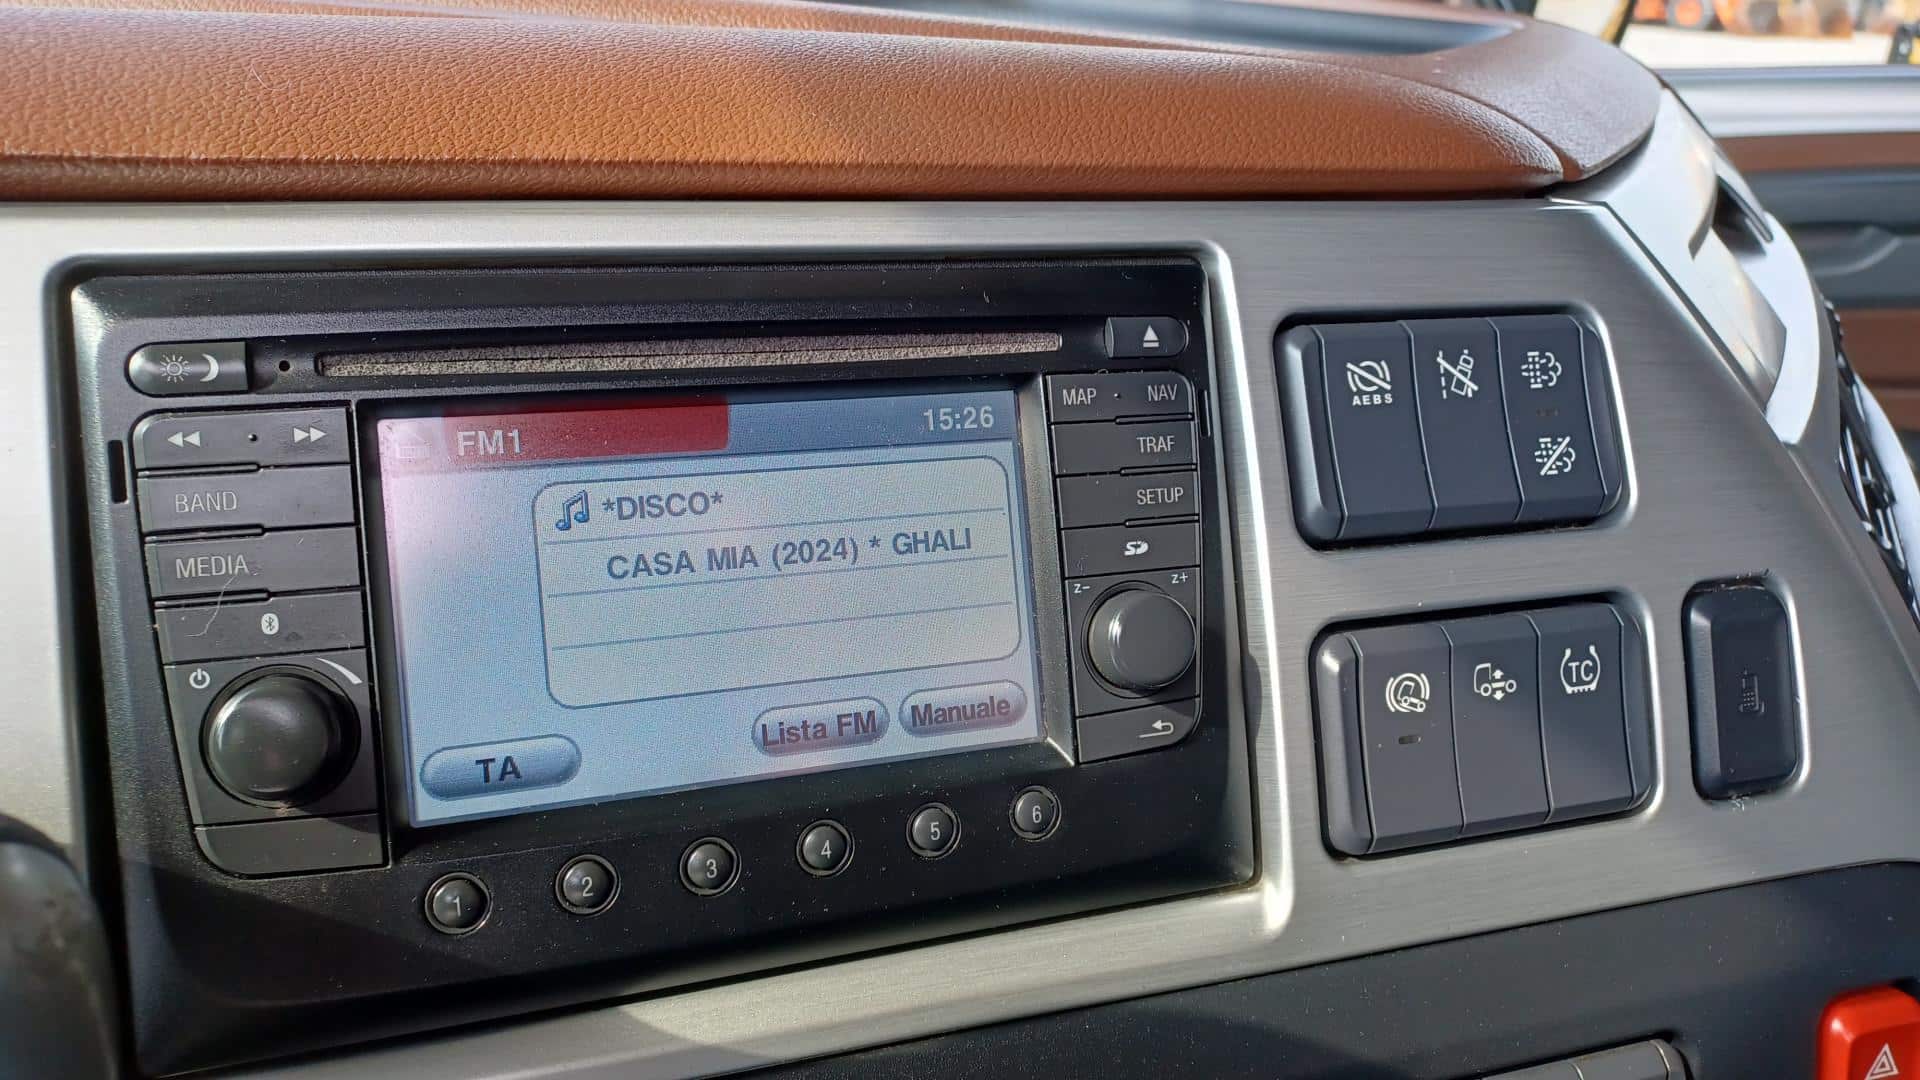 FM1
15:26
*DISCO*
CASA MIA (2024) * GHALI
Lista FM
Manuale
TA
BAND
MEDIA
MAP
NAV
TRAF
SETUP
SD
z-
z+
1
2
3
4
5
6
AEBS
TC